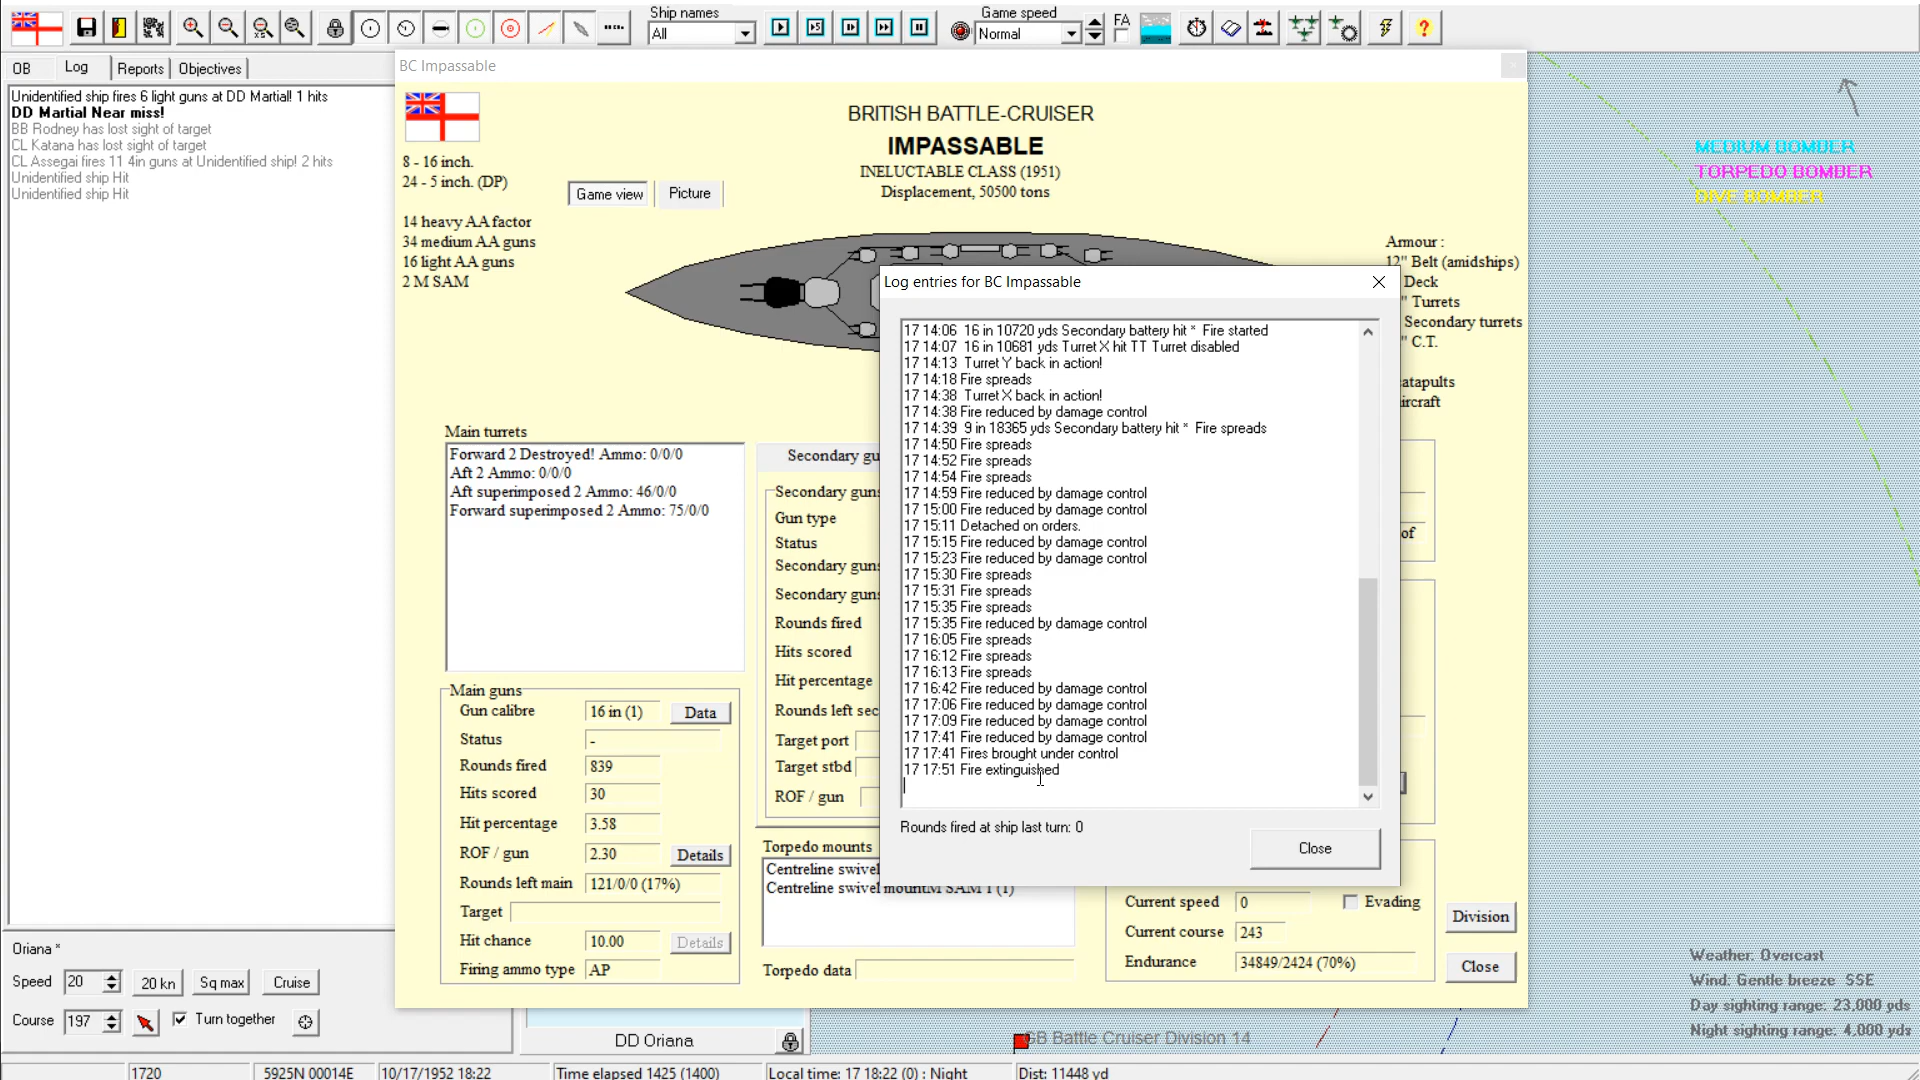 Ship names
All
Game speed
Normal
FA
OB
Log
Reports
Objectives
Unidentified ship fires 6 light guns at DD Martial! 1 hits
DD Martial Near miss!
BB Rodney has lost sight of target
CL Katana has lost sight of target
CL Assegai fires 11 4in guns at Unidentified ship! 2 hits
Unidentified ship Hit
Unidentified ship Hit
BC Impassable
BRITISH BATTLE-CRUISER
IMPASSABLE
INELUCTABLE CLASS (1951)
Displacement, 50500 tons
8 - 16 inch.
24 - 5 inch. (DP)
14 heavy AA factor
34 medium AA guns
16 light AA guns
2 M SAM
Game view
Picture
Armour :
12" Belt (amidships)
Deck
" Turrets
Secondary turrets
" C.T.
atapults
ircraft
MEDIUM BOMBER
TORPEDO BOMBER
DIVE BOMBER
Log entries for BC Impassable
17 14:06 16 in 10720 yds Secondary battery hit * Fire started
17 14:07 16 in 10681 yds Turret X hit TT Turret disabled
17 14:13 Turret Y back in action!
17 14:18 Fire spreads
17 14:38 Turret X back in action!
17 14:38 Fire reduced by damage control
17 14:39 9 in 18365 yds Secondary battery hit * Fire spreads
17 14:50 Fire spreads
17 14:52 Fire spreads
17 14:54 Fire spreads
17 14:59 Fire reduced by damage control
17 15:00 Fire reduced by damage control
17 15:11 Detached on orders.
17 15:15 Fire reduced by damage control
17 15:23 Fire reduced by damage control
17 15:30 Fire spreads
17 15:31 Fire spreads
17 15:35 Fire spreads
17 15:35 Fire reduced by damage control
17 16:05 Fire spreads
17 16:12 Fire spreads
17 16:13 Fire spreads
17 16:42 Fire reduced by damage control
17 17:06 Fire reduced by damage control
17 17:09 Fire reduced by damage control
17 17:41 Fire reduced by damage control
17 17:41 Fires brought under control
17 17:51 Fire extinguished
Rounds fired at ship last turn: 0
Close
Main turrets
Forward 2 Destroyed! Ammo: 0/0/0
Aft 2 Ammo: 0/0/0
Aft superimposed 2 Ammo: 46/0/0
Forward superimposed 2 Ammo: 75/0/0
Main guns
Gun calibre 16 in (1) Data
Status -
Rounds fired 839
Hits scored 30
Hit percentage 3.58
ROF / gun 2.30 Details
Rounds left main 121/0/0 (17%)
Target
Hit chance 10.00 Details
Firing ammo type AP
Secondary gu
Secondary guns
Gun type
Status
Secondary guns
Secondary guns
Rounds fired
Hits scored
Hit percentage
Rounds left sec
Target port
Target stbd
ROF / gun
Torpedo mounts
Centreline swivel
Centreline swivel mountM SAM 1 (1)
Torpedo data
of
Current speed 0
Evading
Current course 243
Endurance 34849/2424 (70%)
Division
Close
Oriana *
Speed 20 20 kn Sq max Cruise
Course 197 Turn together
DD Oriana
GB Battle Cruiser Division 14
Weather: Overcast
Wind: Gentle breeze SSE
Day sighting range: 23,000 yds
Night sighting range: 4,000 yds
1720
5925N 00014E
10/17/1952 18:22
Time elapsed 1425 (1400)
Local time: 17 18:22 (0) : Night
Dist: 11448 yd